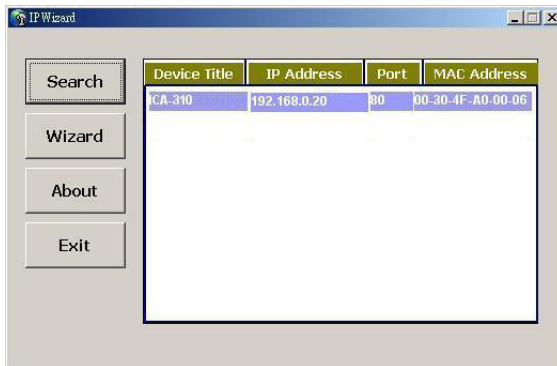 IP Wizard
Search
Wizard
About
Exit
Device Title IP Address Port MAC Address
ICA-310 192.168.0.20 80 00-30-4F-A0-00-06